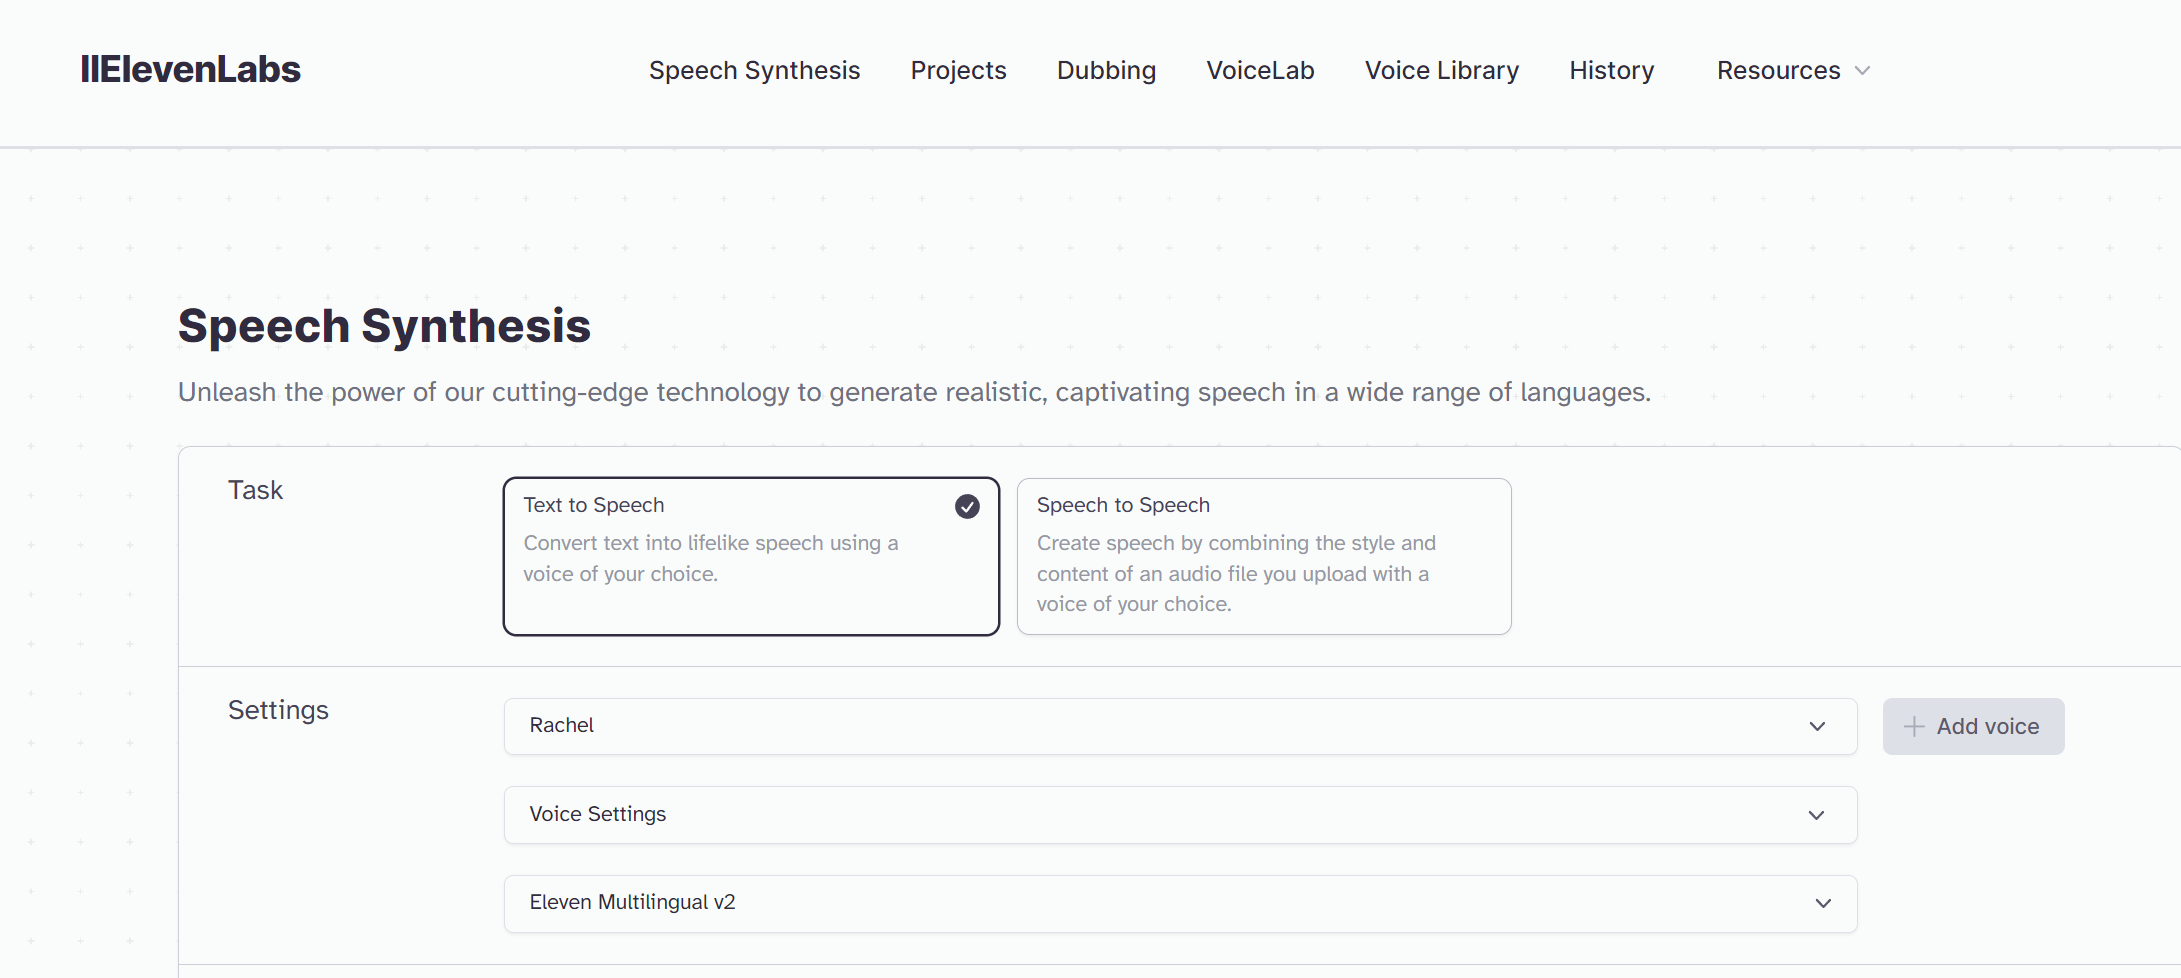 IIElevenLabs
Speech Synthesis
Projects
Dubbing
VoiceLab
Voice Library
History
Resources
Speech Synthesis
Unleash the power of our cutting-edge technology to generate realistic, captivating speech in a wide range of languages.
Task
Text to Speech
Convert text into lifelike speech using a
voice of your choice.
Speech to Speech
Create speech by combining the style and
content of an audio file you upload with a
voice of your choice.
Settings
Rachel
Add voice
Voice Settings
Eleven Multilingual v2